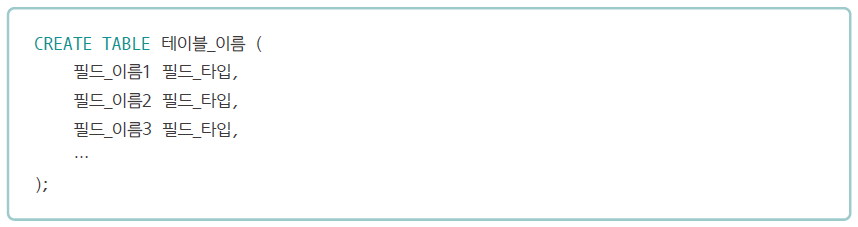 CREATE TABLE 테이블_이름 (
필드_이름1 필드_타입,
필드_이름2 필드_타입,
필드_이름3 필드_타입,
…
);